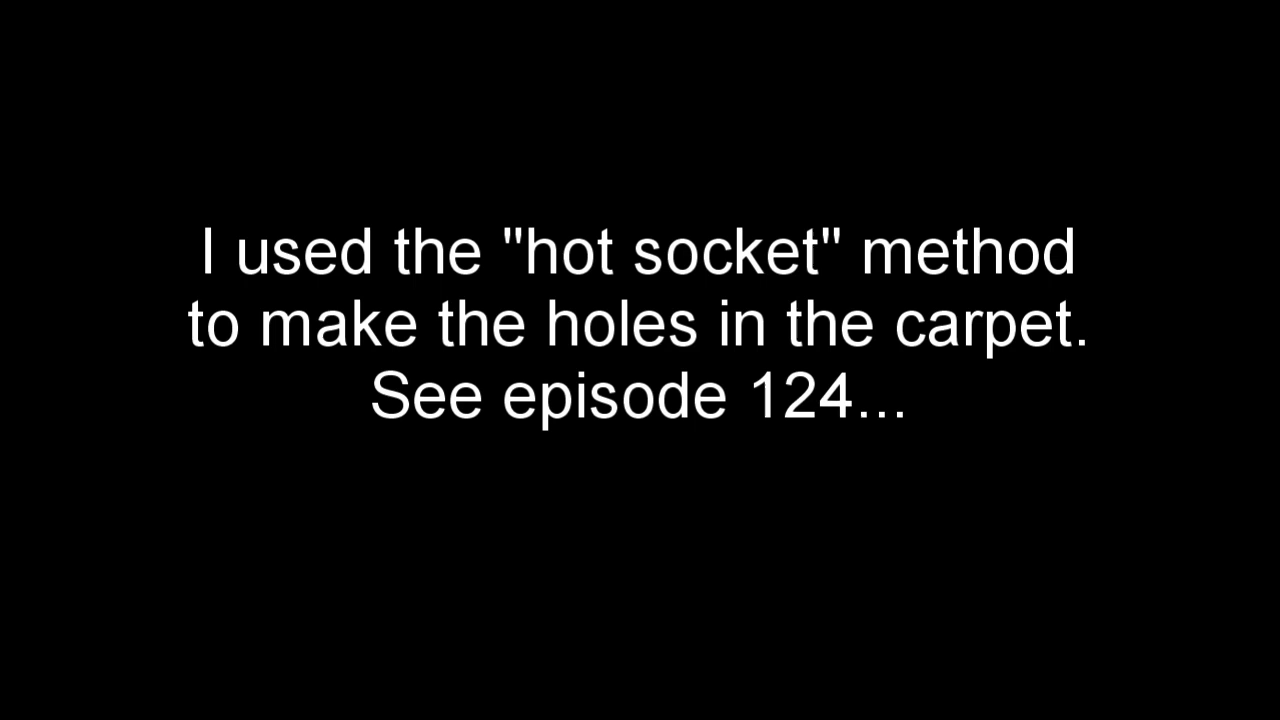 I used the "hot socket" method
to make the holes in the carpet.
See episode 124...